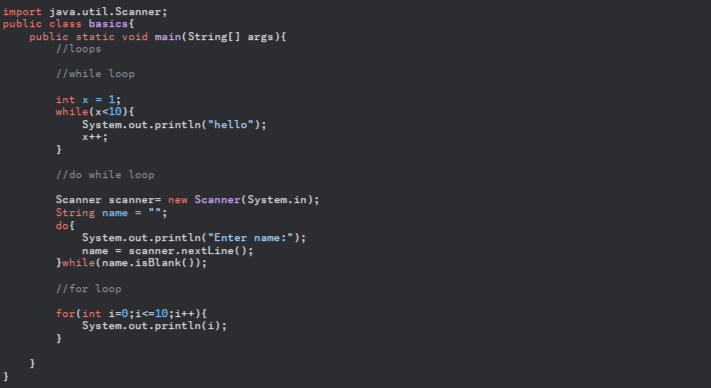 import java.util.Scanner;
public class basics{
    public static void main(String[] args){
        //loops

        //while loop

        int x = 1;
        while(x<10){
            System.out.println("hello");
            x++;
        }

        //do while loop

        Scanner scanner= new Scanner(System.in);
        String name = "";
        do{
            System.out.println("Enter name:");
            name = scanner.nextLine();
        }while(name.isBlank());

        //for loop

        for(int i=0;i<=10;i++){
            System.out.println(i);
        }

    }
}